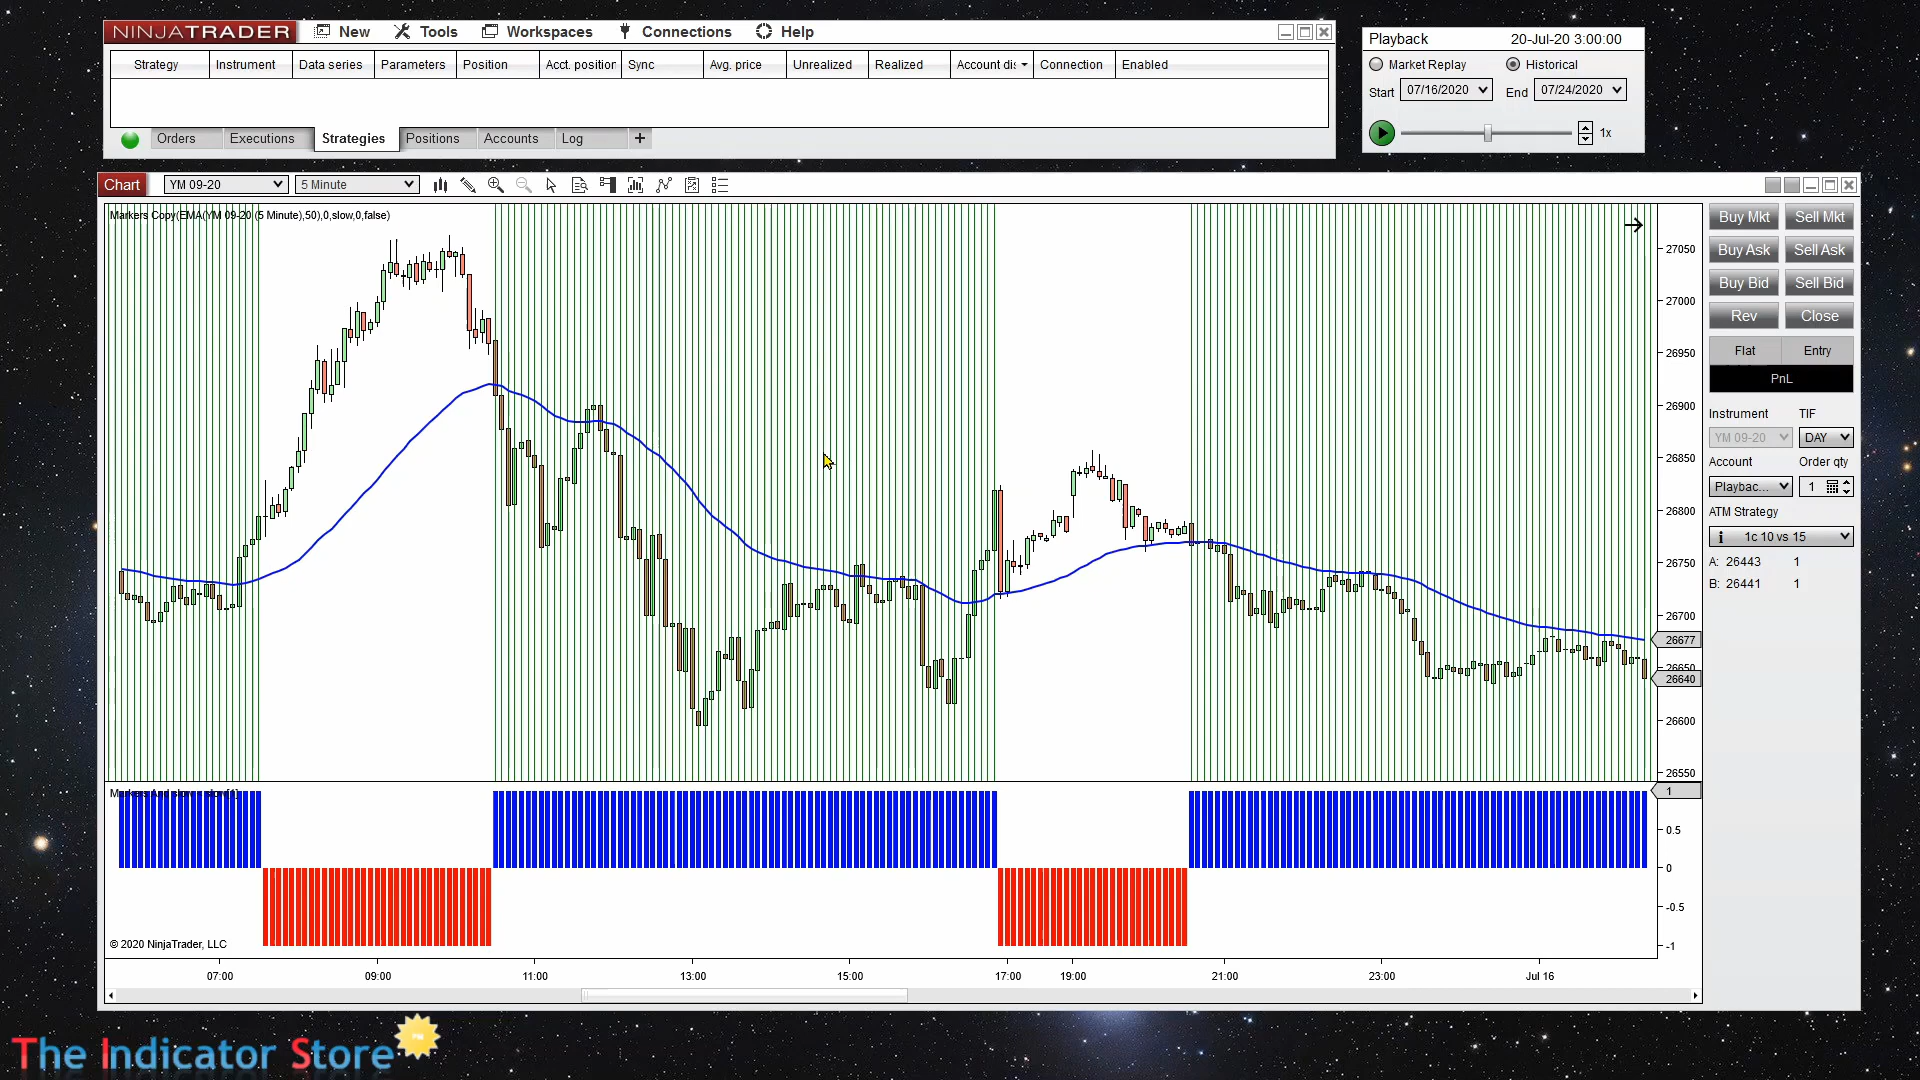 NINJATRADER New Tools Workspaces Connections Help
Strategy Instrument Data series Parameters Position Acct. position Sync Avg. price Unrealized Realized Account dis Connection Enabled
Orders Executions Strategies Positions Accounts Log +
Playback 20-Jul-20 3:00:00
Market Replay Historical
Start 07/16/2020 End 07/24/2020
1x
Chart YM 09-20 5 Minute
Markers Copy(EMA(YM 09-20 (5 Minute),50),0,slow,0,false)
27050
27000
26950
26900
26850
26800
26750
26700
26677
26650
26640
26600
26550
1
0.5
0
-0.5
-1
© 2020 NinjaTrader, LLC
07:00 09:00 11:00 13:00 15:00 17:00 19:00 21:00 23:00 Jul 16
Buy Mkt Sell Mkt
Buy Ask Sell Ask
Buy Bid Sell Bid
Rev Close
Flat Entry
PnL
Instrument TIF
YM 09-20 DAY
Account Order qty
Playbac... 1
ATM Strategy
1c 10 vs 15
A: 26443 1
B: 26441 1
The Indicator Store